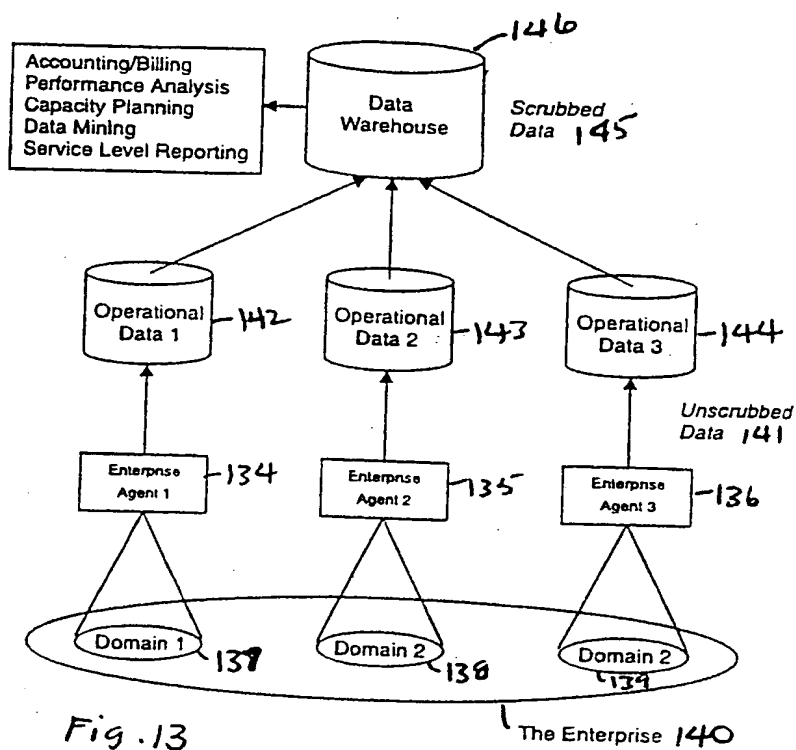 146
Accounting/Billing
Performance Analysis
Capacity Planning
Data Mining
Service Level Reporting
Data
Warehouse
Scrubbed
Data 145
Operational
Data 1
142
Operational
Data 2
143
Operational
Data 3
144
Unscrubbed
Data 141
Enterprise
Agent 1
134
Enterprise
Agent 2
135
Enterprise
Agent 3
136
Domain 1
Domain 2
138
Domain 2
139
The Enterprise 140
Fig. 13